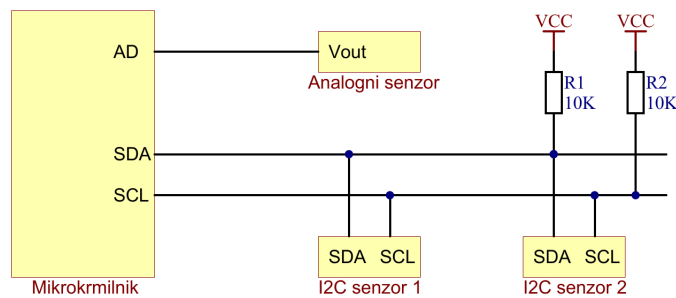 VCC VCC
AD Vout
Analogni senzor
R1 R2
10K 10K
SDA
SCL
SDA SCL SDA SCL
Mikrokrmilnik I2C senzor 1 I2C senzor 2